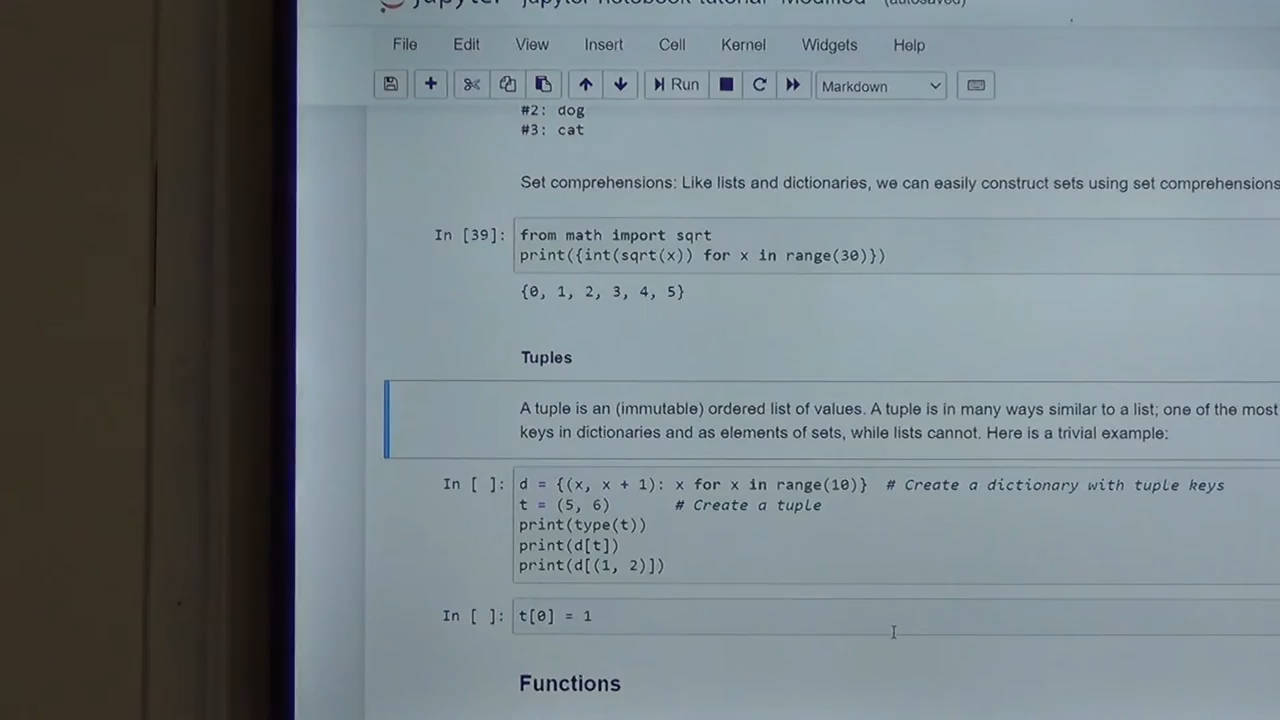 jupyter jupyter-notebook-tutorial - Modified (autosaved)
File Edit View Insert Cell Kernel Widgets Help
Run Markdown
#2: dog
#3: cat
Set comprehensions: Like lists and dictionaries, we can easily construct sets using set comprehensions
In [39]: from math import sqrt
print({int(sqrt(x)) for x in range(30)})
{0, 1, 2, 3, 4, 5}
Tuples
A tuple is an (immutable) ordered list of values. A tuple is in many ways similar to a list; one of the most
keys in dictionaries and as elements of sets, while lists cannot. Here is a trivial example:
In [ ]: d = {(x, x + 1): x for x in range(10)} # Create a dictionary with tuple keys
t = (5, 6) # Create a tuple
print(type(t))
print(d[t])
print(d[(1, 2)])
In [ ]: t[0] = 1
Functions